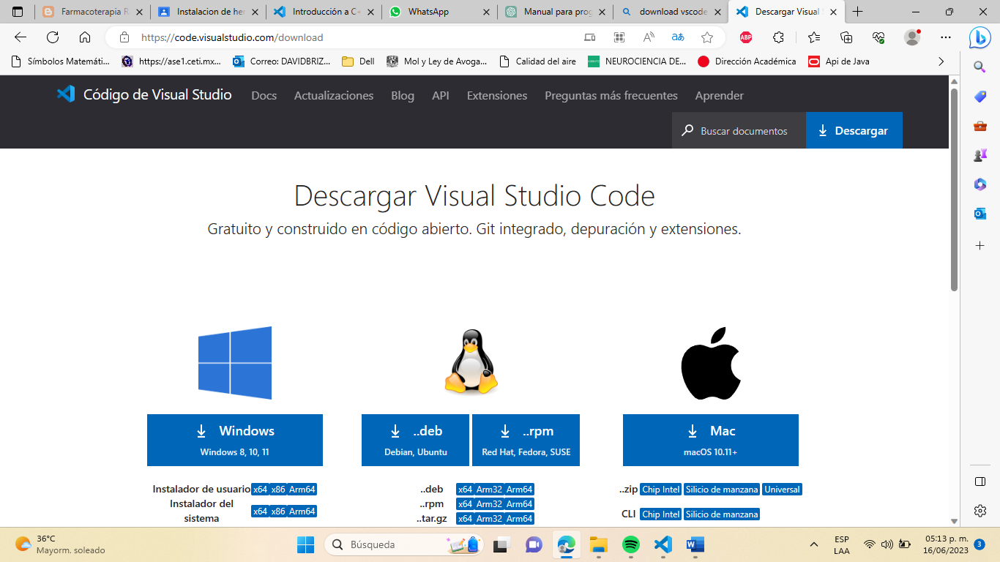 Farmacoterapia R
Instalacion de her
Introducción a C+
WhatsApp
Manual para prog
download vscode
Descargar Visual S
https://code.visualstudio.com/download
ABP
Símbolos Matemáti...
https://ase1.ceti.mx...
Correo: DAVIDBRIZ...
Dell
Mol y Ley de Avoga...
Calidad del aire
NEUROCIENCIA DE...
Dirección Académica
Api de Java
Código de Visual Studio
Docs
Actualizaciones
Blog
API
Extensiones
Preguntas más frecuentes
Aprender
Buscar documentos
Descargar
Descargar Visual Studio Code
Gratuito y construido en código abierto. Git integrado, depuración y extensiones.
Windows
Windows 8, 10, 11
..deb
Debian, Ubuntu
..rpm
Red Hat, Fedora, SUSE
Mac
macOS 10.11+
Instalador de usuario x64 x86 Arm64
Instalador del
sistema
x64 x86 Arm64
..deb x64 Arm32 Arm64
..rpm x64 Arm32 Arm64
..tar.gz x64 Arm32 Arm64
..zip Chip Intel Silicio de manzana Universal
CLI Chip Intel Silicio de manzana
36°C
Mayorm. soleado
Búsqueda
ESP
LAA
05:13 p. m.
16/06/2023
3